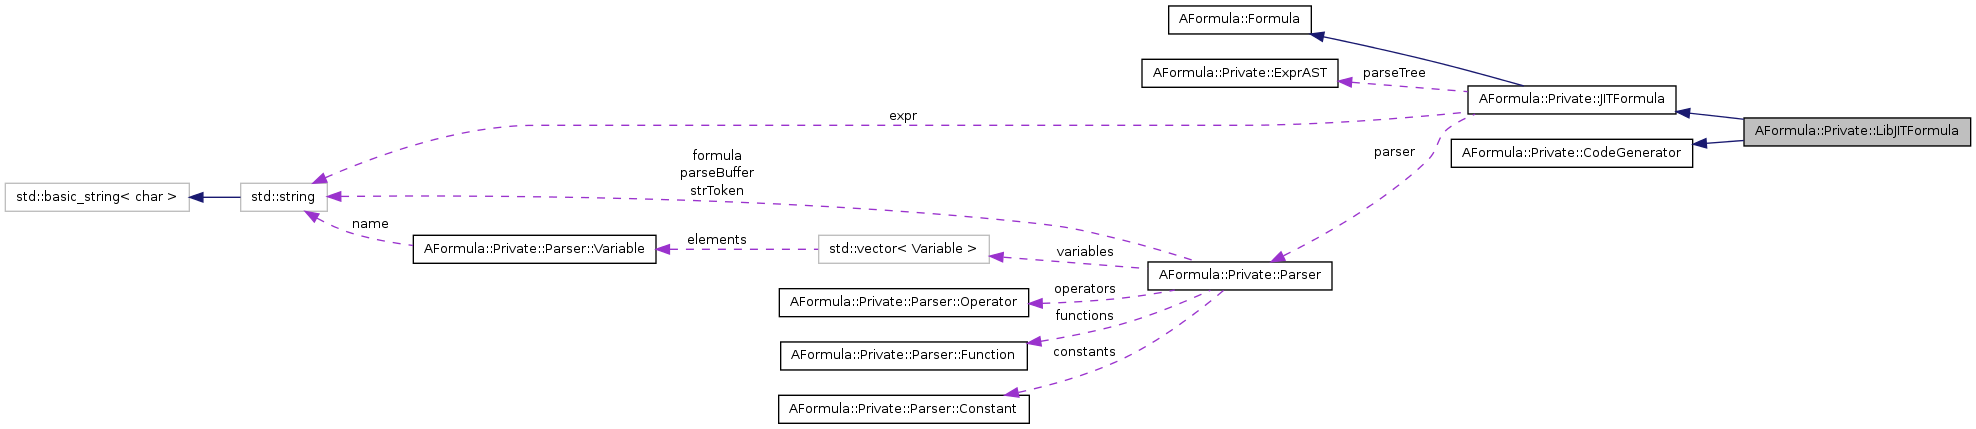 AFormula::Formula
AFormula::Private::ExprAST
parseTree
AFormula::Private::JITFormula
expr
AFormula::Private::LibJITFormula
parser
AFormula::Private::CodeGenerator
formula
parseBuffer
strToken
std::basic_string< char >
std::string
name
AFormula::Private::Parser::Variable
elements
std::vector< Variable >
variables
AFormula::Private::Parser
operators
AFormula::Private::Parser::Operator
functions
AFormula::Private::Parser::Function
constants
AFormula::Private::Parser::Constant